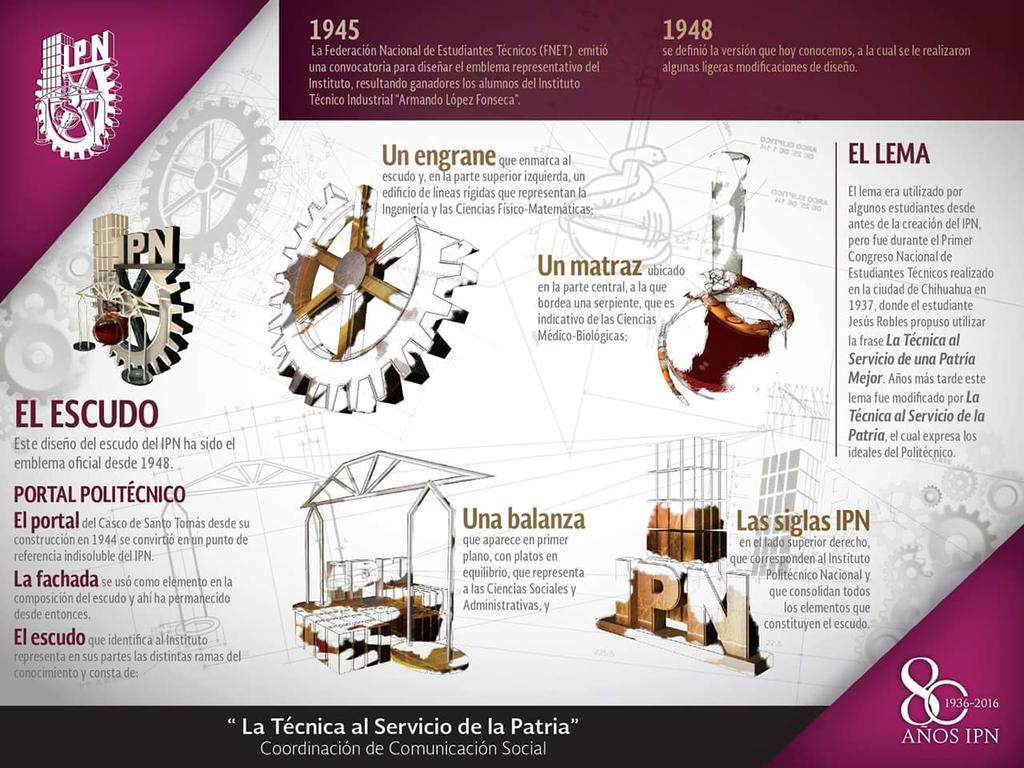 IPN
1945
La Federación Nacional de Estudiantes Técnicos (FNET) emitió
una convocatoria para diseñar el emblema representativo del
Instituto, resultando ganadores los alumnos del Instituto
Técnico Industrial "Armando López Fonseca".
1948
se definió la versión que hoy conocemos, a la cual se le realizaron
algunas ligeras modificaciones de diseño.
IPN
EL ESCUDO
Este diseño del escudo del IPN ha sido el
emblema oficial desde 1948.
PORTAL POLITÉCNICO
El portal del Casco de Santo Tomás desde su
construcción en 1944 se convirtió en un punto de
referencia indisoluble del IPN.
La fachada se usó como elemento en la
composición del escudo y ahí ha permanecido
desde entonces.
El escudo que identifica al Instituto
representa en sus partes las distintas ramas del
conocimiento y consta de:
Un engrane que enmarca al
escudo y, en la parte superior izquierda, un
edificio de líneas rígidas que representan la
Ingeniería y las Ciencias Físico-Matemáticas;
Un matraz ubicado
en la parte central, a la que
bordea una serpiente, que es
indicativo de las Ciencias
Médico-Biológicas;
Una balanza
que aparece en primer
plano, con platos en
equilibrio, que representa
a las Ciencias Sociales y
Administrativas, y
Las siglas IPN
en el lado superior derecho,
que corresponden al Instituto
Politécnico Nacional y
que consolidan todos
los elementos que
constituyen el escudo.
IPN
EL LEMA
El lema era utilizado por
algunos estudiantes desde
antes de la creación del IPN,
pero fue durante el Primer
Congreso Nacional de
Estudiantes Técnicos realizado
en la ciudad de Chihuahua en
1937, donde el estudiante
Jesús Robles propuso utilizar
la frase La Técnica al
Servicio de una Patria
Mejor. Años más tarde este
lema fue modificado por La
Técnica al Servicio de la
Patria, el cual expresa los
ideales del Politécnico.
80
1936-2016
AÑOS IPN
" La Técnica al Servicio de la Patria"
Coordinación de Comunicación Social